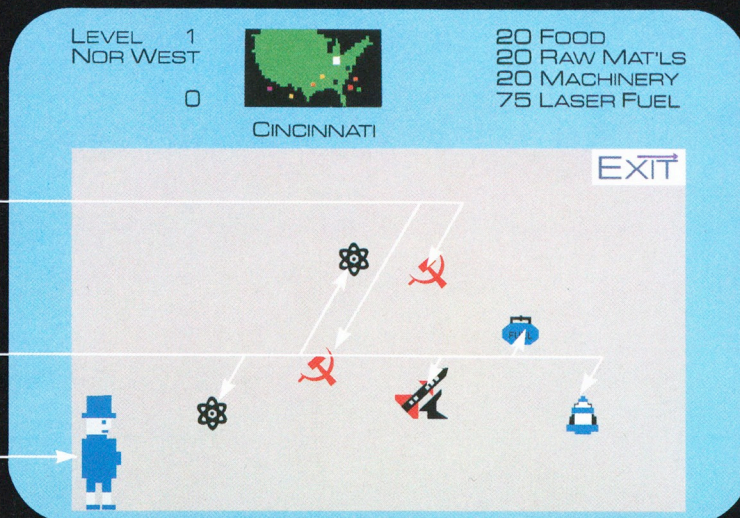 LEVEL 1
NOR WEST
0
CINCINNATI
20 FOOD
20 RAW MAT'LS
20 MACHINERY
75 LASER FUEL
EXIT
FUEL